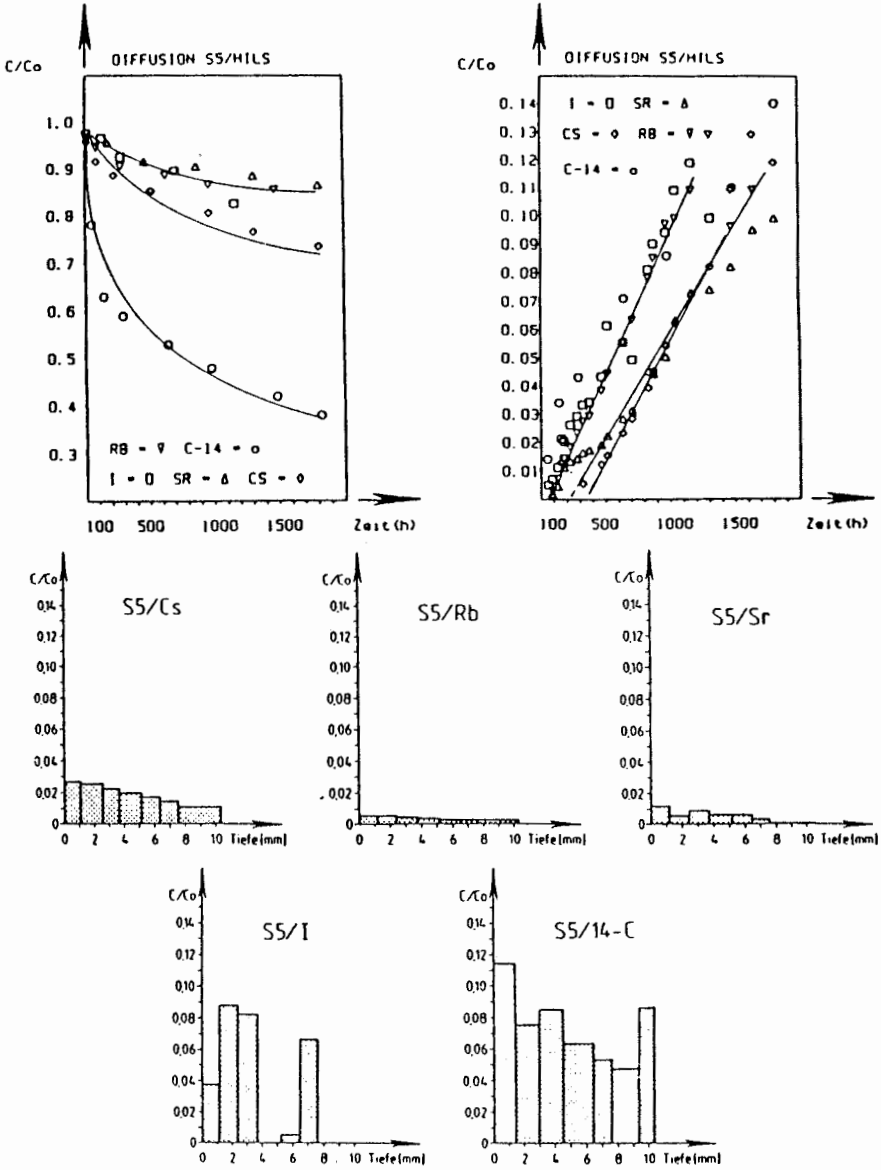 C/Co
DIFFUSION S5/HILS
1.0
0.9
0.8
0.7
0.6
0.5
0.4
0.3
RB - ▽ C-14 - o
I - □ SR - △ CS - ◇
100 500 1000 1500 Zeit(h)
C/Co
DIFFUSION S5/HILS
0.14
0.13
0.12
0.11
0.10
0.09
0.08
0.07
0.06
0.05
0.04
0.03
0.02
0.01
I - □ SR - △
CS - ◇ RB - ▽
C-14 - o
100 500 1000 1500 Zeit(h)
C/Co
S5/Cs
0,14
0,12
0,10
0,08
0,06
0,04
0,02
0
0 2 4 6 8 10 Tiefe[mm]
C/Co
S5/Rb
0,14
0,12
0,10
0,08
0,06
0,04
0,02
0
0 2 4 6 8 10 Tiefe[mm]
C/Co
S5/Sr
0,14
0,12
0,10
0,08
0,06
0,04
0,02
0
0 2 4 6 8 10 Tiefe[mm]
C/Co
S5/I
0,14
0,12
0,10
0,08
0,06
0,04
0,02
0
0 2 4 6 8 10 Tiefe[mm]
C/Co
S5/14-C
0,14
0,12
0,10
0,08
0,06
0,04
0,02
0
0 2 4 6 8 10 Tiefe[mm]